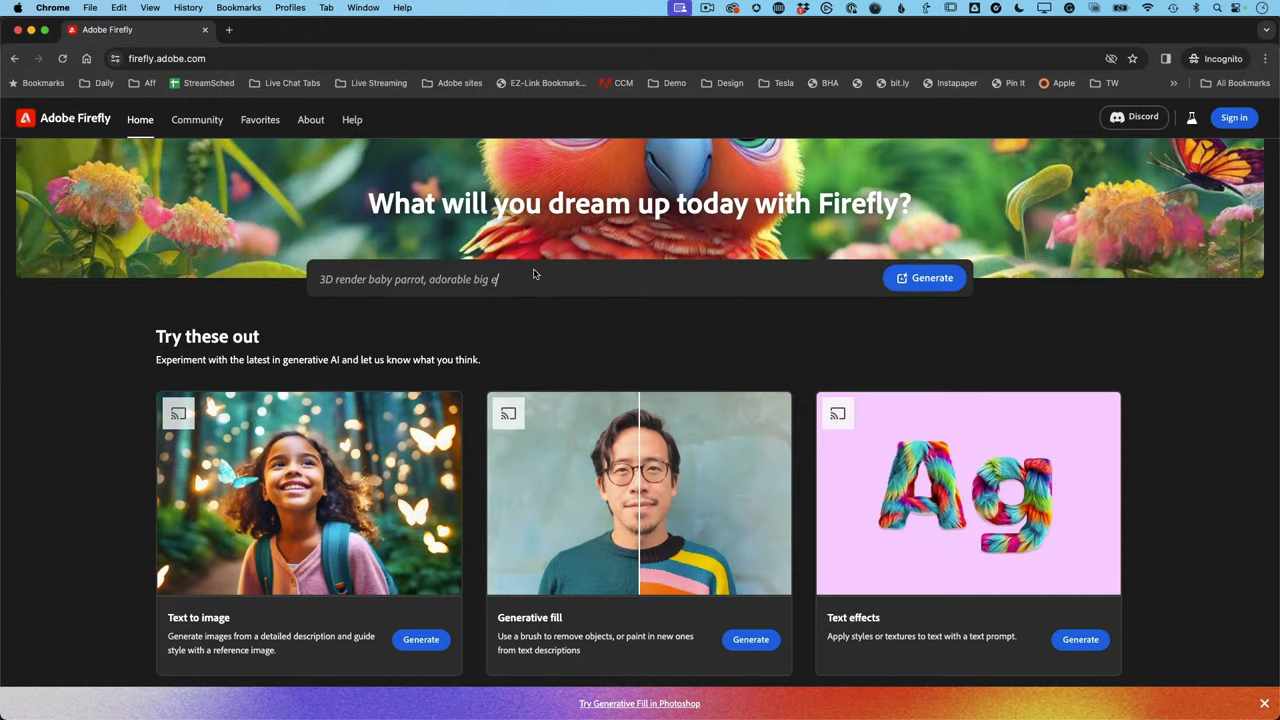 Chrome File Edit View History Bookmarks Profiles Tab Window Help
Adobe Firefly
firefly.adobe.com
Incognito
Bookmarks Daily Aff StreamSched Live Chat Tabs Live Streaming Adobe sites EZ-Link Bookmark... CCM Demo Design Tesla BHA bit.ly Instapaper Pin It Apple TW » All Bookmarks
Adobe Firefly Home Community Favorites About Help Discord Sign in
What will you dream up today with Firefly?
3D render baby parrot, adorable big e
Generate
Try these out
Experiment with the latest in generative AI and let us know what you think.
Ag
Text to image
Generate images from a detailed description and guide
style with a reference image.
Generate
Generative fill
Use a brush to remove objects, or paint in new ones
from text descriptions
Generate
Text effects
Apply styles or textures to text with a text prompt.
Generate
Try Generative Fill in Photoshop